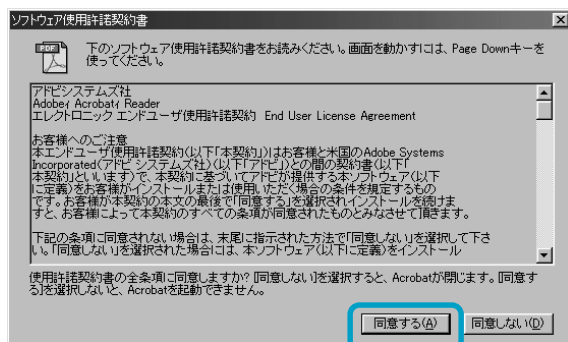 ソフトウェア使用許諾契約書
下のソフトウェア使用許諾契約書をお読みください。画面を動かすには、Page Downキーを
使ってください。
アドビシステムズ社
Adobe Acrobat Reader
エレクトロニック エンドユーザ使用許諾契約 End User License Agreement
お客様へのご注意
本エンドユーザ使用許諾契約(以下「本契約」)はお客様と米国のAdobe Systems
Incorporated(アドビ システムズ社)(以下「アドビ」)との間の契約書(以下「
本契約」といいます)で、本契約に基づいてアドビが提供する本ソフトウェア(以下
に定義)をお客様がインストールまたは使用いただく場合の条件を規定するもの
です。お客様が本契約の本文の最後で「同意する」を選択されインストールを続けま
すと、お客様によって本契約のすべての条項が同意されたものとみなさせて頂きます。
下記の条項に同意されない場合は、末尾に指示された方法で「同意しない」を選択して下さ
い。「同意しない」を選択された場合には、本ソフトウェア(以下に定義)をインストール
使用許諾契約書の全条項に同意しますか? [同意しない]を選択すると、Acrobatが閉じます。[同意す
る]を選択しないと、Acrobatを起動できません。
同意する(A)
同意しない(D)